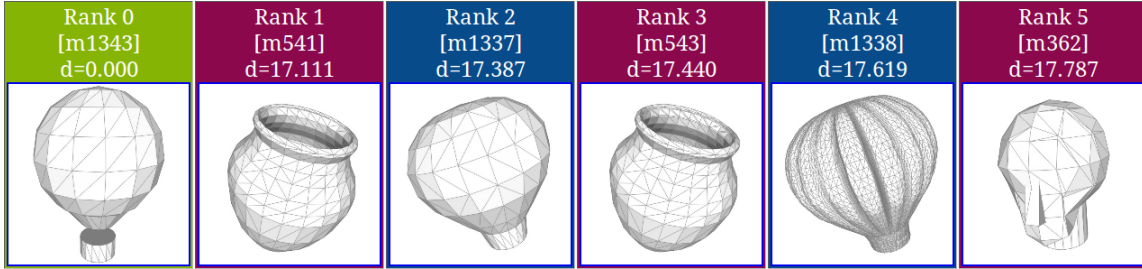 Rank 0
[m1343]
d=0.000
Rank 1
[m541]
d=17.111
Rank 2
[m1337]
d=17.387
Rank 3
[m543]
d=17.440
Rank 4
[m1338]
d=17.619
Rank 5
[m362]
d=17.787